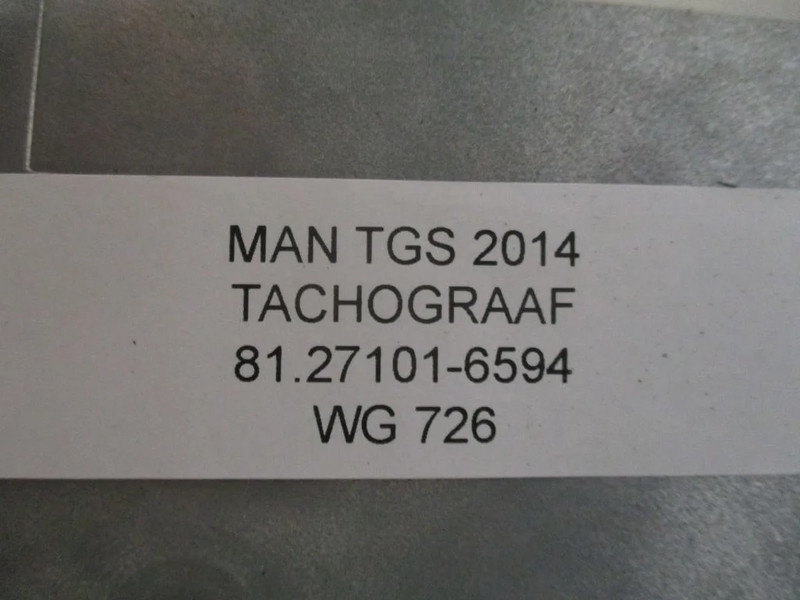 MAN TGS 2014
TACHOGRAAF
81.27101-6594
WG 726